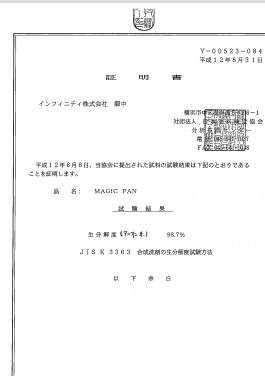 Y-00523-084
平成12年8月31日
証 明 書
インフィニティ株式会社 御中
横浜市中
社団法人
平成12年6月8日、当協会に提出された試料の試験結果は下記のとおりである
ことを証明します。
品 名: MAGIC PAN
試 験 結 果
生分解度 98.7%
JIS K 3363 合成洗剤の生分解度試験方法
以 下 余 白